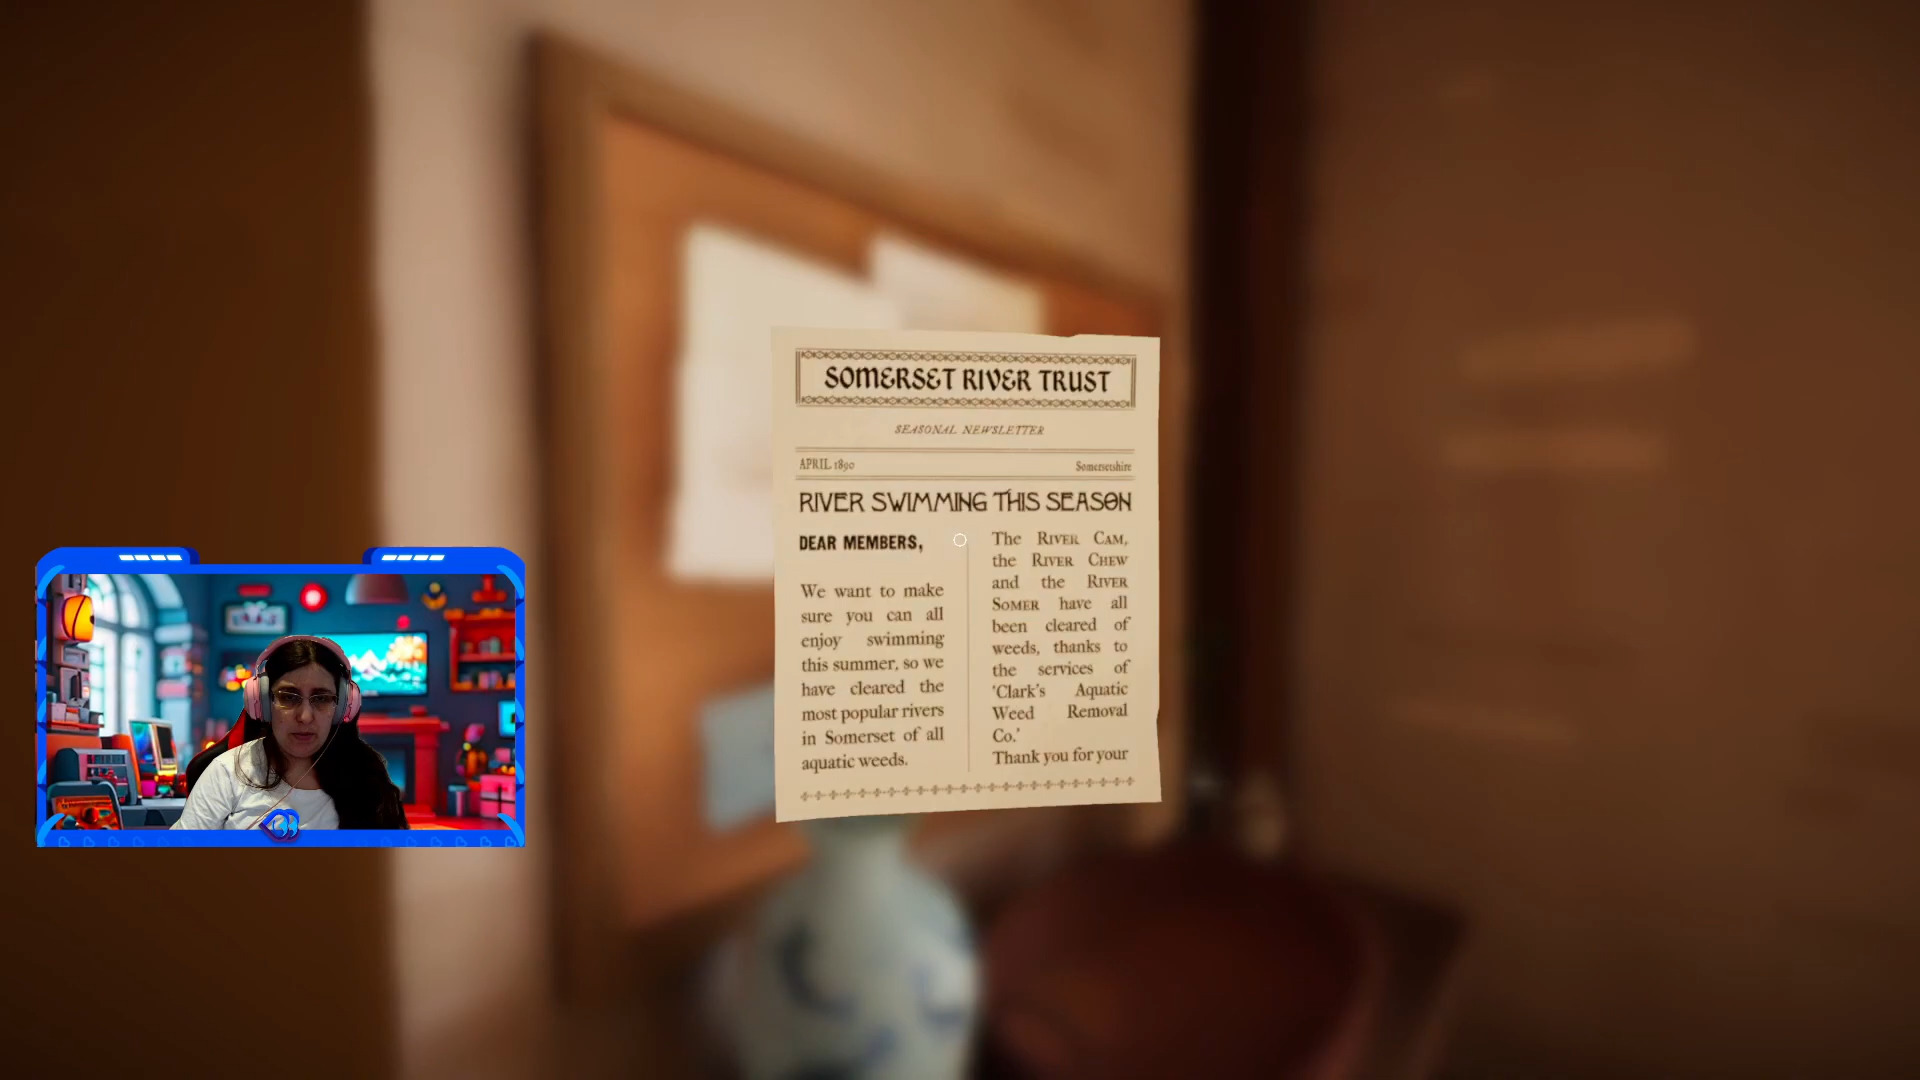 SOMERSET RIVER TRUST
SEASONAL NEWSLETTER
APRIL 1890
Somersetshire
RIVER SWIMMING THIS SEASON
DEAR MEMBERS,
We want to make
sure you can all
enjoy swimming
this summer, so we
have cleared the
most popular rivers
in Somerset of all
aquatic weeds.
The RIVER CAM,
the RIVER CHEW
and the RIVER
SOMER have all
been cleared of
weeds, thanks to
the services of
'Clark's Aquatic
Weed Removal
Co.'
Thank you for your